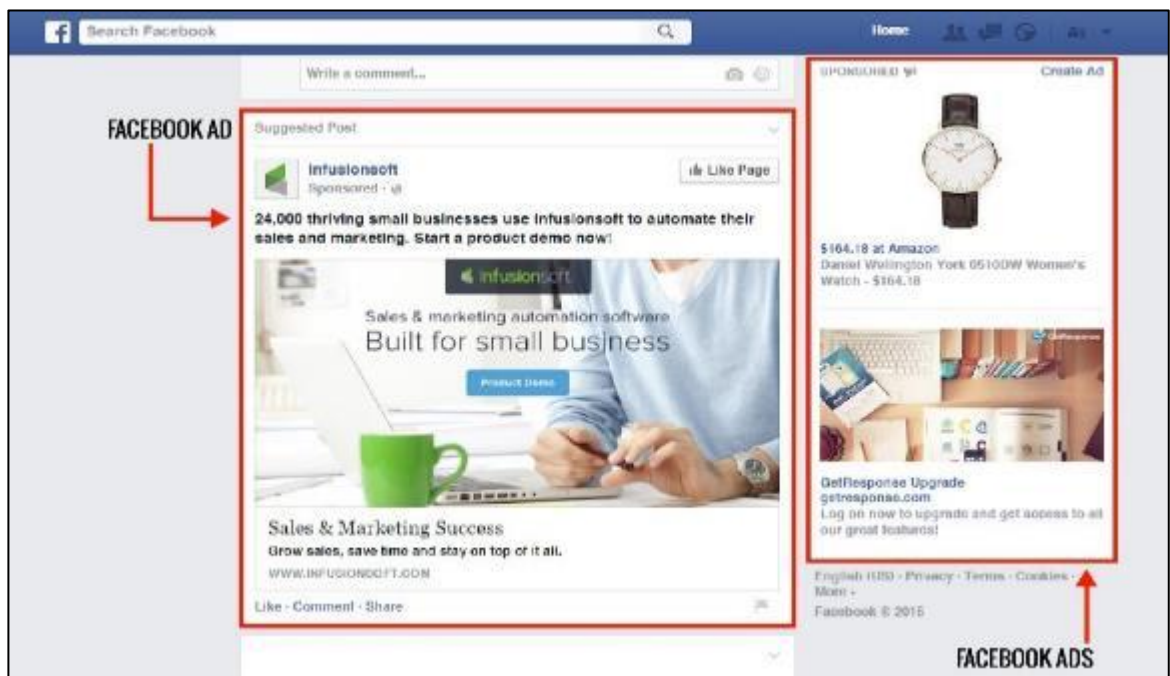 Search Facebook
Home
Write a comment...
SPONSORED
Create Ad
FACEBOOK AD
Suggested Post
Infusionsoft
Sponsored ·
Like Page
24,000 thriving small businesses use Infusionsoft to automate their
sales and marketing. Start a product demo now!
infusionsoft
Sales & marketing automation software
Built for small business
Product Demo
Sales & Marketing Success
Grow sales, save time and stay on top of it all.
WWW.INFUSIONSOFT.COM
Like · Comment · Share
$164.18 at Amazon
Daniel Wellington York 0510DW Women's
Watch - $164.18
GetResponse
GetResponse Upgrade
getresponse.com
Log on now to upgrade and get access to all
our great features!
English (US) · Privacy · Terms · Cookies ·
More
Facebook © 2015
FACEBOOK ADS